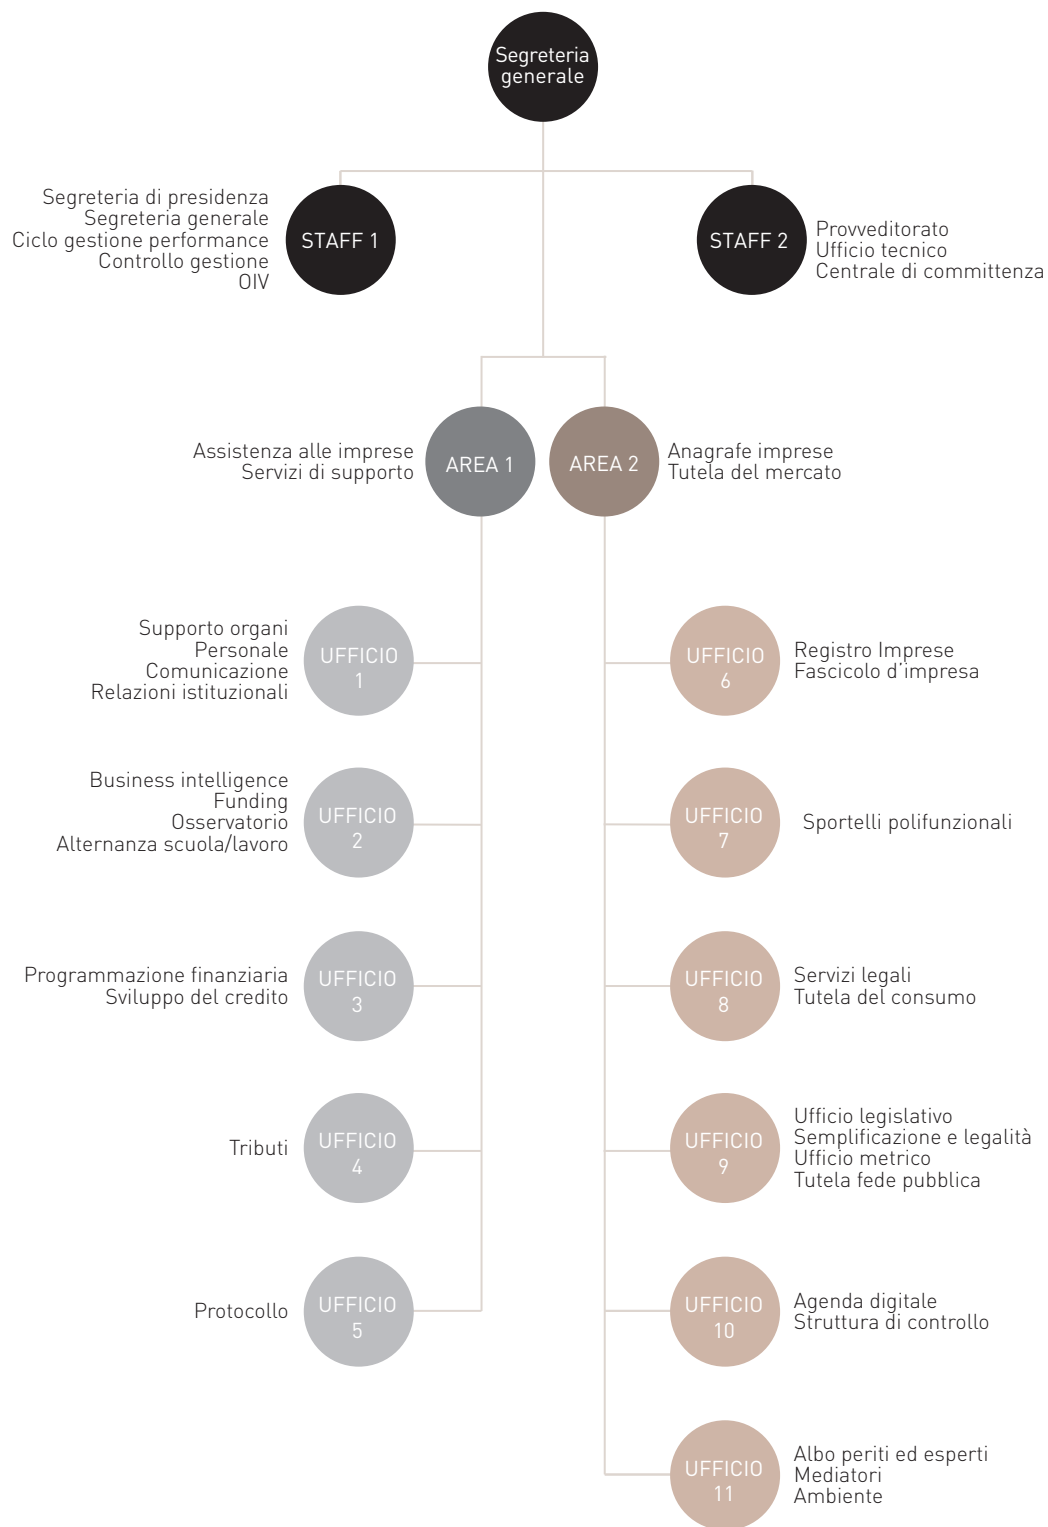 Segreteria
generale
Segreteria di presidenza
Segreteria generale
Ciclo gestione performance
Controllo gestione
OIV
STAFF 1
STAFF 2
Provveditorato
Ufficio tecnico
Centrale di committenza
Assistenza alle imprese
Servizi di supporto
AREA 1
AREA 2
Anagrafe imprese
Tutela del mercato
Supporto organi
Personale
Comunicazione
Relazioni istituzionali
UFFICIO
1
UFFICIO
6
Registro Imprese
Fascicolo d'impresa
Business intelligence
Funding
Osservatorio
Alternanza scuola/lavoro
UFFICIO
2
UFFICIO
7
Sportelli polifunzionali
Programmazione finanziaria
Sviluppo del credito
UFFICIO
3
UFFICIO
8
Servizi legali
Tutela del consumo
Tributi
UFFICIO
4
UFFICIO
9
Ufficio legislativo
Semplificazione e legalità
Ufficio metrico
Tutela fede pubblica
Protocollo
UFFICIO
5
UFFICIO
10
Agenda digitale
Struttura di controllo
UFFICIO
11
Albo periti ed esperti
Mediatori
Ambiente